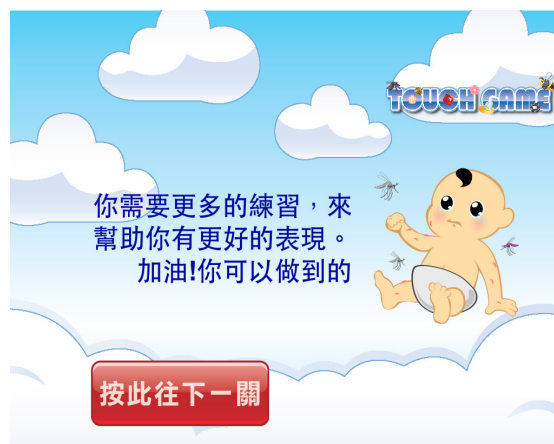 TOUCH GAME
你需要更多的練習，來
幫助你有更好的表現。
加油!你可以做到的
按此往下一關